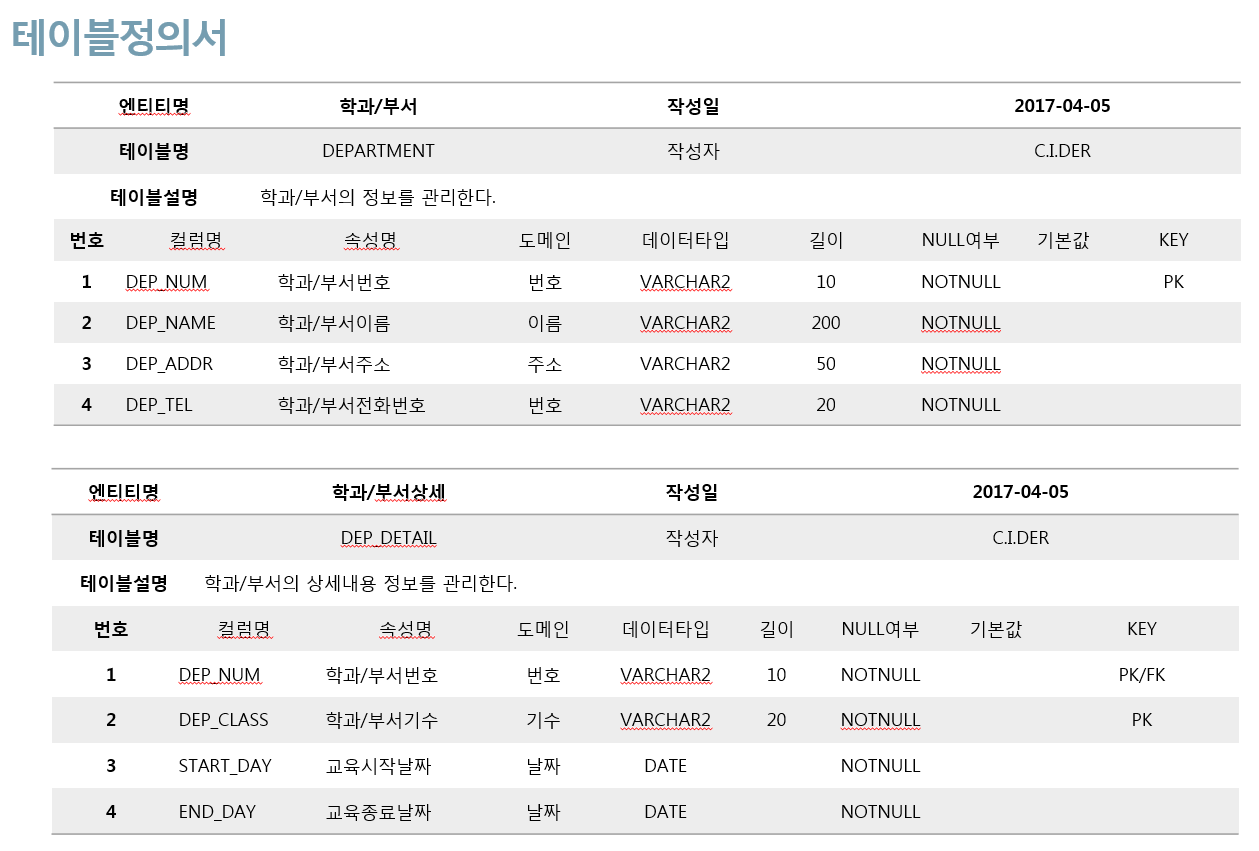 테이블정의서
엔티티명 학과/부서 작성일 2017-04-05
테이블명 DEPARTMENT 작성자 C.I.DER
테이블설명 학과/부서의 정보를 관리한다.
번호 컬럼명 속성명 도메인 데이터타입 길이 NULL여부 기본값 KEY
1 DEP_NUM 학과/부서번호 번호 VARCHAR2 10 NOTNULL PK
2 DEP_NAME 학과/부서이름 이름 VARCHAR2 200 NOTNULL
3 DEP_ADDR 학과/부서주소 주소 VARCHAR2 50 NOTNULL
4 DEP_TEL 학과/부서전화번호 번호 VARCHAR2 20 NOTNULL
엔티티명 학과/부서상세 작성일 2017-04-05
테이블명 DEP_DETAIL 작성자 C.I.DER
테이블설명 학과/부서의 상세내용 정보를 관리한다.
번호 컬럼명 속성명 도메인 데이터타입 길이 NULL여부 기본값 KEY
1 DEP_NUM 학과/부서번호 번호 VARCHAR2 10 NOTNULL PK/FK
2 DEP_CLASS 학과/부서기수 기수 VARCHAR2 20 NOTNULL PK
3 START_DAY 교육시작날짜 날짜 DATE NOTNULL
4 END_DAY 교육종료날짜 날짜 DATE NOTNULL